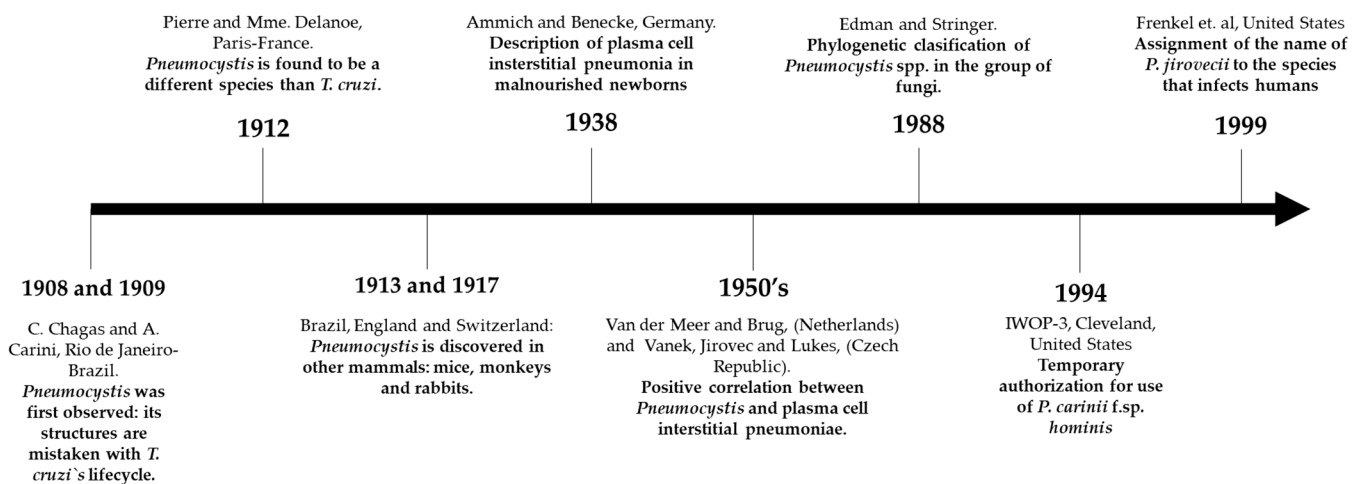 Pierre and Mme. Delanoe,
Paris-France.
Pneumocystis is found to be a
different species than T. cruzi.
1912
Ammich and Benecke, Germany.
Description of plasma cell
insterstitial pneumonia in
malnourished newborns
1938
Edman and Stringer.
Phylogenetic clasification of
Pneumocystis spp. in the group of
fungi.
1988
Frenkel et. al, United States
Assignment of the name of
P. jirovecii to the species
that infects humans
1999
1908 and 1909
C. Chagas and A.
Carini, Rio de Janeiro-
Brazil.
Pneumocystis was
first observed: its
structures are
mistaken with T.
cruzi`s lifecycle.
1913 and 1917
Brazil, England and Switzerland:
Pneumocystis is discovered in
other mammals: mice, monkeys
and rabbits.
1950’s
Van der Meer and Brug, (Netherlands)
and Vanek, Jirovec and Lukes, (Czech
Republic).
Positive correlation between
Pneumocystis and plasma cell
interstitial pneumoniae.
1994
IWOP-3, Cleveland,
United States
Temporary
authorization for use
of P. carinii f.sp.
hominis